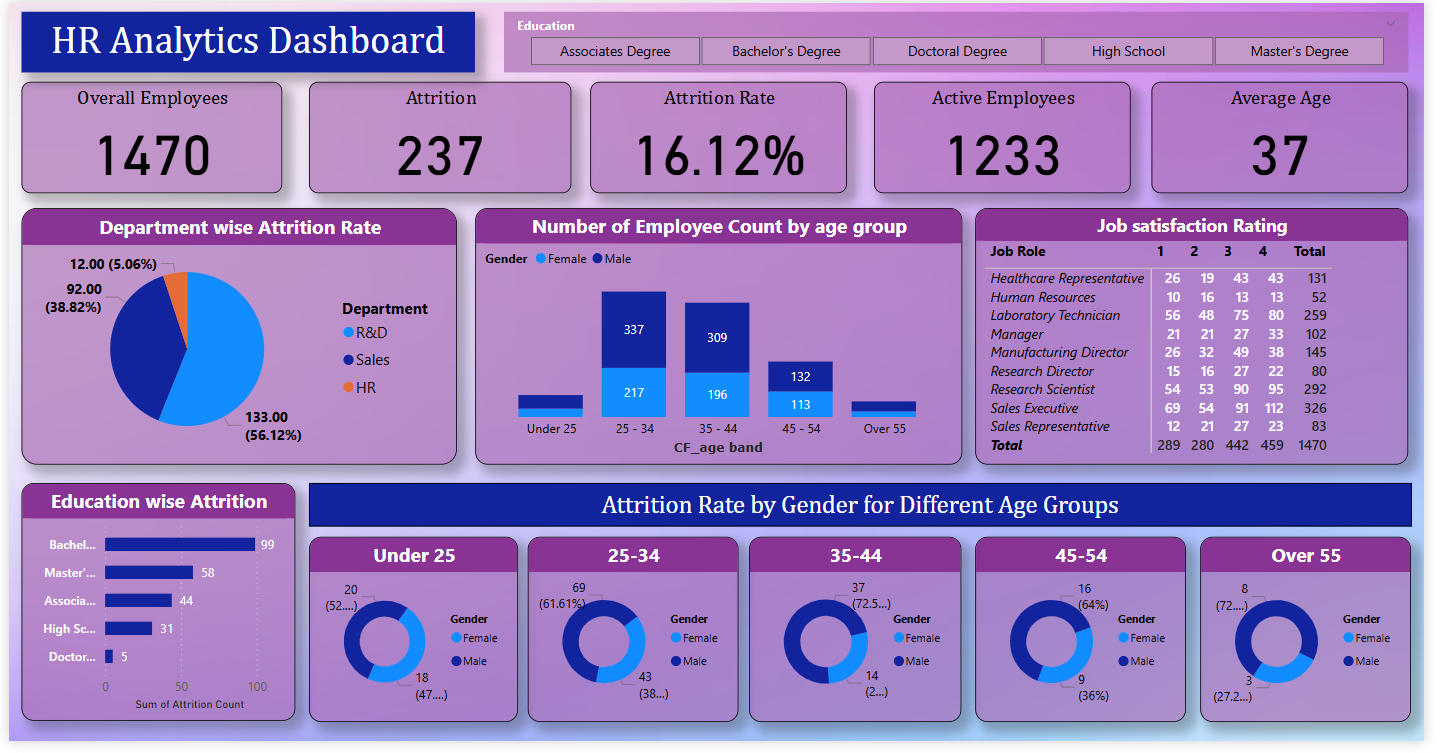 HR Analytics Dashboard
Education
Associates Degree Bachelor's Degree Doctoral Degree High School Master's Degree
Overall Employees
1470
Attrition
237
Attrition Rate
16.12%
Active Employees
1233
Average Age
37
Department wise Attrition Rate
12.00 (5.06%)
92.00
(38.82%)
133.00
(56.12%)
Department
R&D
Sales
HR
Number of Employee Count by age group
Gender Female Male
337
217
309
196
132
113
Under 25 25 - 34 35 - 44 45 - 54 Over 55
CF_age band
Job satisfaction Rating
Job Role 1 2 3 4 Total
Healthcare Representative 26 19 43 43 131
Human Resources 10 16 13 13 52
Laboratory Technician 56 48 75 80 259
Manager 21 21 27 33 102
Manufacturing Director 26 32 49 38 145
Research Director 15 16 27 22 80
Research Scientist 54 53 90 95 292
Sales Executive 69 54 91 112 326
Sales Representative 12 21 27 23 83
Total 289 280 442 459 1470
Education wise Attrition
Bachel... 99
Master'... 58
Associa... 44
High Sc... 31
Doctor... 5
0 50 100
Sum of Attrition Count
Attrition Rate by Gender for Different Age Groups
Under 25
20
(52....)
18
(47....)
Gender
Female
Male
25-34
69
(61.61%)
43
(38...)
Gender
Female
Male
35-44
37
(72.5...)
14
(2...)
Gender
Female
Male
45-54
16
(64%)
9
(36%)
Gender
Female
Male
Over 55
8
(72....)
3
(27.2...)
Gender
Female
Male